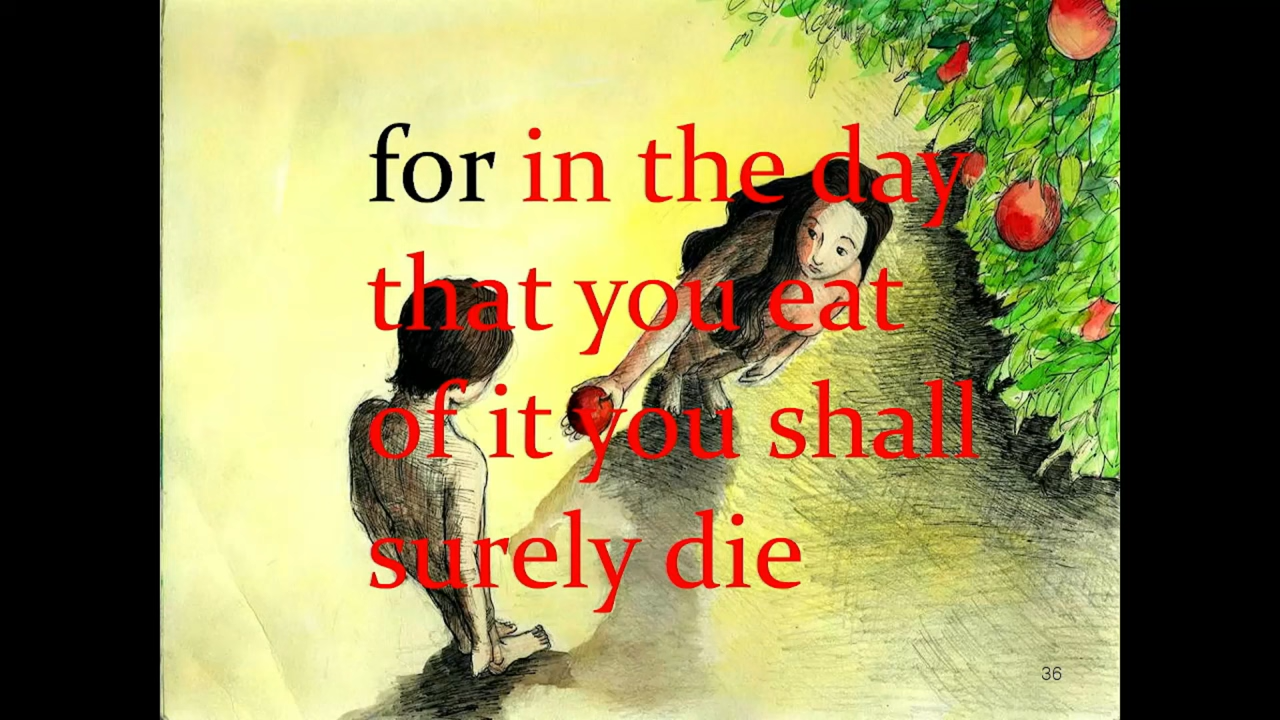 for in the day
that you eat
of it you shall
surely die
36